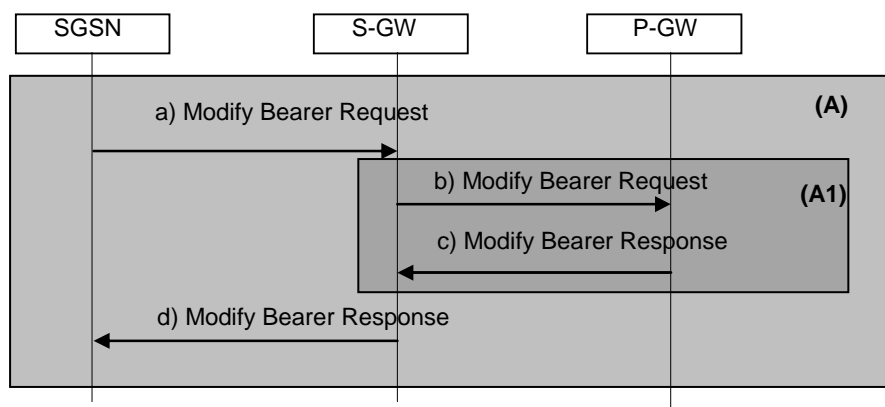 SGSN
S-GW
P-GW
(A)
a) Modify Bearer Request
b) Modify Bearer Request
(A1)
c) Modify Bearer Response
d) Modify Bearer Response